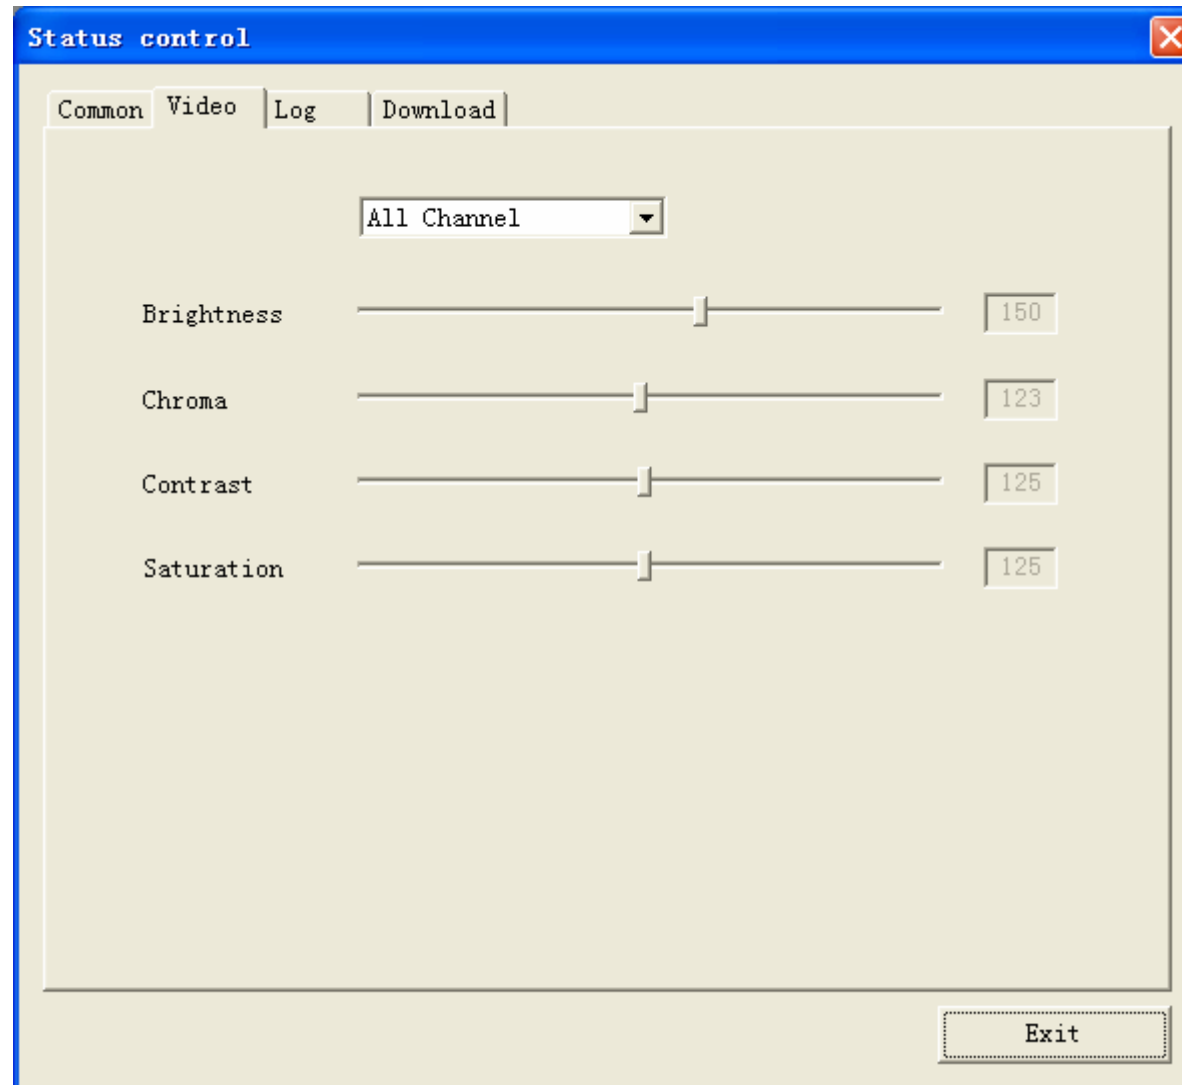 Status control
Common Video Log Download
All Channel
Brightness 150
Chroma 123
Contrast 125
Saturation 125
Exit